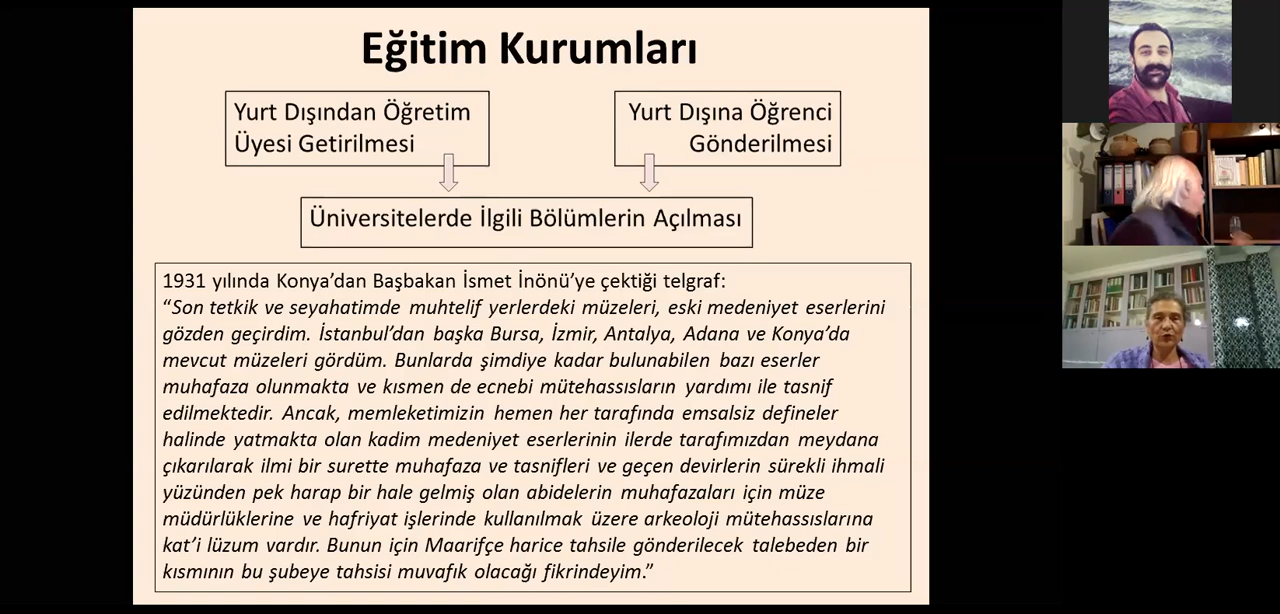 Eğitim Kurumları
Yurt Dışından Öğretim
Üyesi Getirilmesi
Yurt Dışına Öğrenci
Gönderilmesi
Üniversitelerde İlgili Bölümlerin Açılması
1931 yılında Konya’dan Başbakan İsmet İnönü’ye çektiği telgraf:
“Son tetkik ve seyahatimde muhtelif yerlerdeki müzeleri, eski medeniyet eserlerini
gözden geçirdim. İstanbul’dan başka Bursa, İzmir, Antalya, Adana ve Konya’da
mevcut müzeleri gördüm. Bunlarda şimdiye kadar bulunabilen bazı eserler
muhafaza olunmakta ve kısmen de ecnebi mütehassısların yardımı ile tasnif
edilmektedir. Ancak, memleketimizin hemen her tarafında emsalsiz defineler
halinde yatmakta olan kadim medeniyet eserlerinin ilerde tarafımızdan meydana
çıkarılarak ilmi bir surette muhafaza ve tasnifleri ve geçen devirlerin sürekli ihmali
yüzünden pek harap bir hale gelmiş olan abidelerin muhafazaları için müze
müdürlüklerine ve hafriyat işlerinde kullanılmak üzere arkeoloji mütehassıslarına
kat’i lüzum vardır. Bunun için Maarifçe harice tahsile gönderilecek talebeden bir
kısmının bu şubeye tahsisi muvafık olacağı fikrindeyim.”